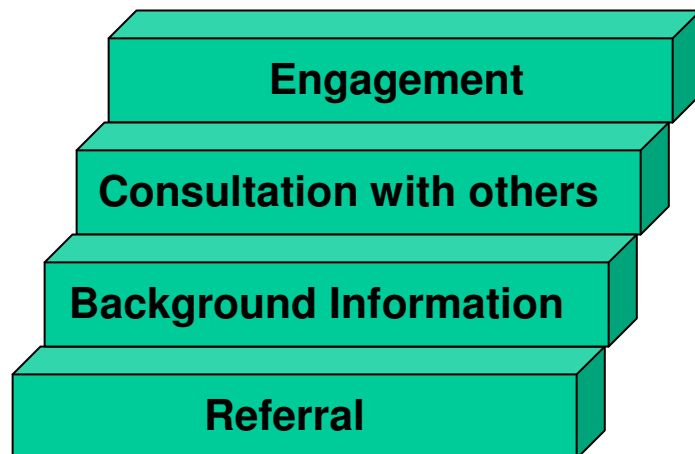 Engagement
Consultation with others
Background Information
Referral